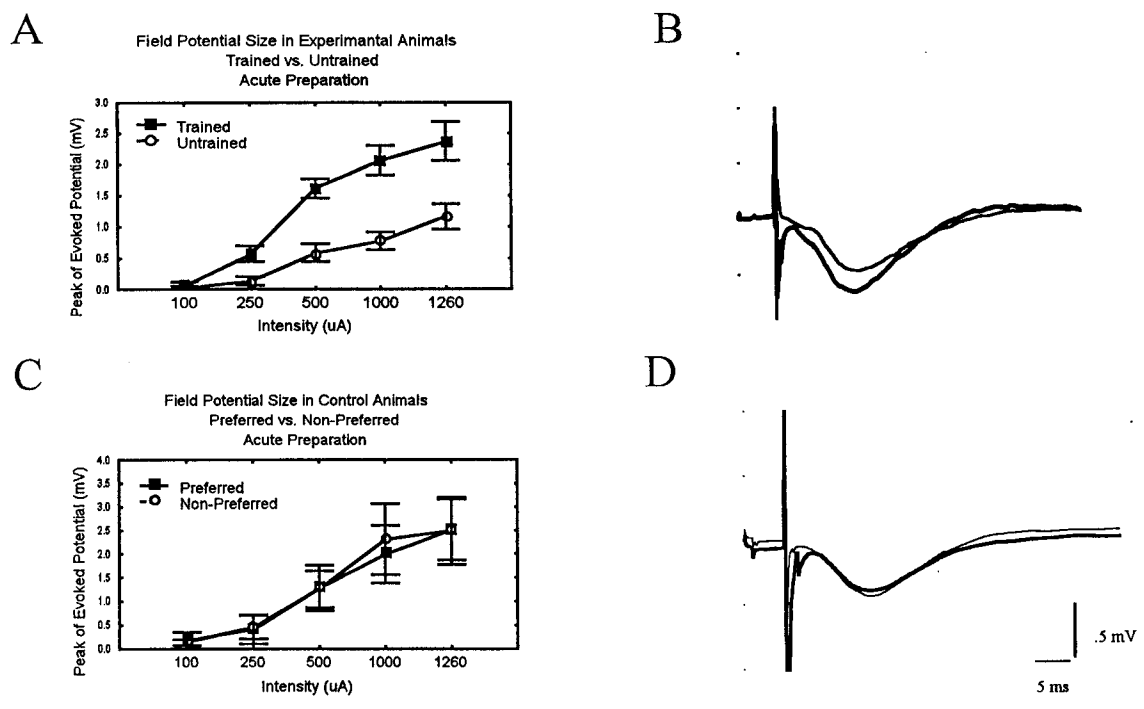 A
Field Potential Size in Experimantal Animals
Trained vs. Untrained
Acute Preparation
Peak of Evoked Potential (mV)
3.0
2.5
2.0
1.5
1.0
0.5
0.0
Trained
Untrained
100 250 500 1000 1260
Intensity (uA)
B
C
Field Potential Size in Control Animals
Preferred vs. Non-Preferred
Acute Preparation
Peak of Evoked Potential (mV)
4.0
3.5
3.0
2.5
2.0
1.5
1.0
0.5
0.0
Preferred
Non-Preferred
100 250 500 1000 1260
Intensity (uA)
D
.5 mV
5 ms